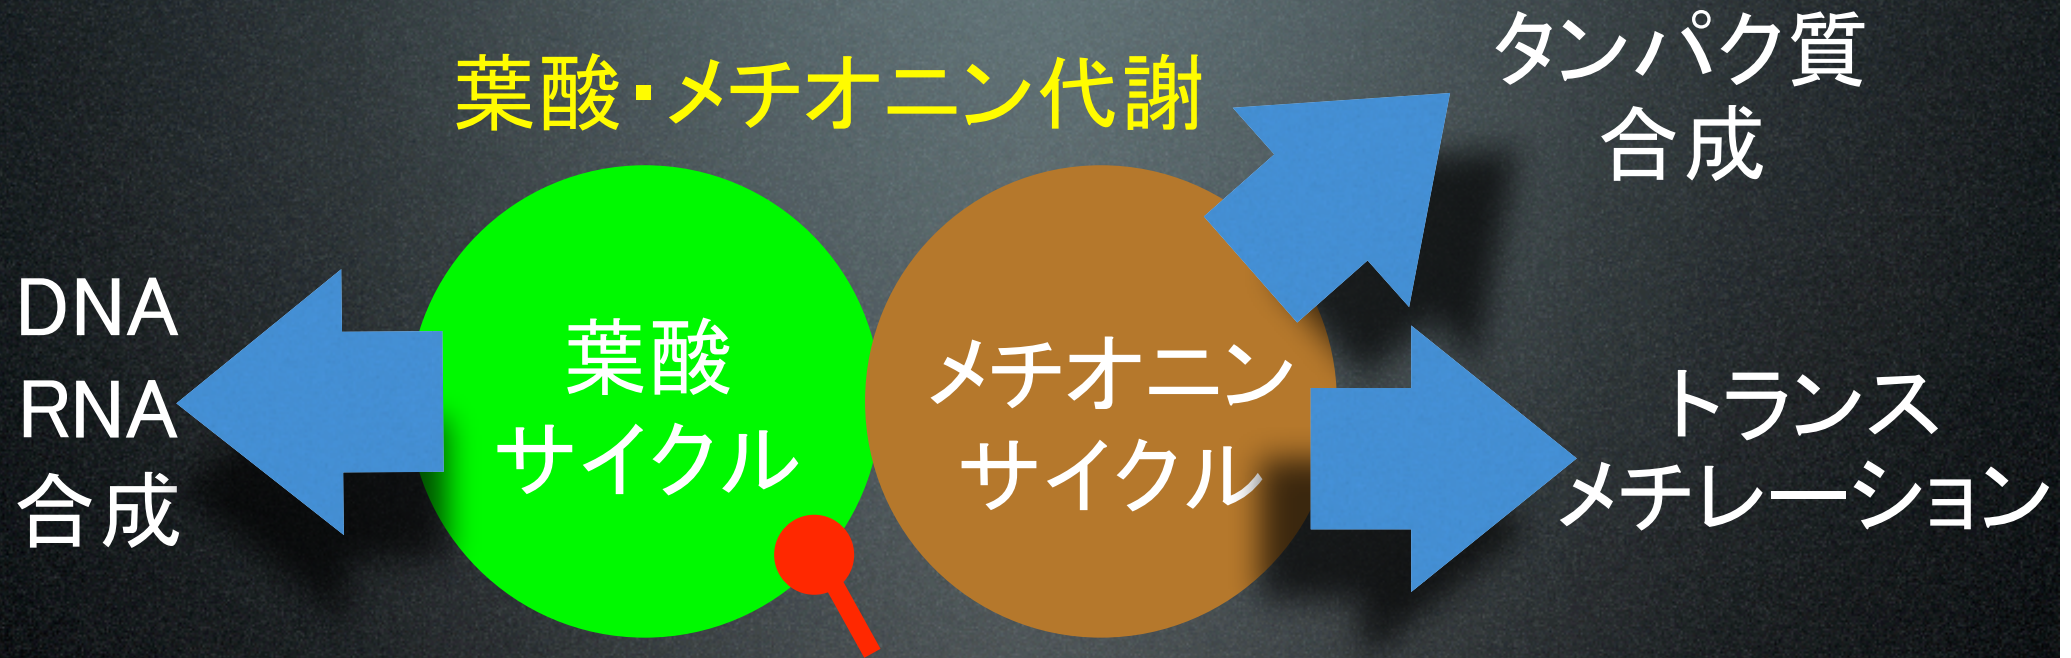 葉酸・メチオニン代謝
タンパク質
合成
DNA
RNA
合成
葉酸
サイクル
メチオニン
サイクル
トランス
メチレーション